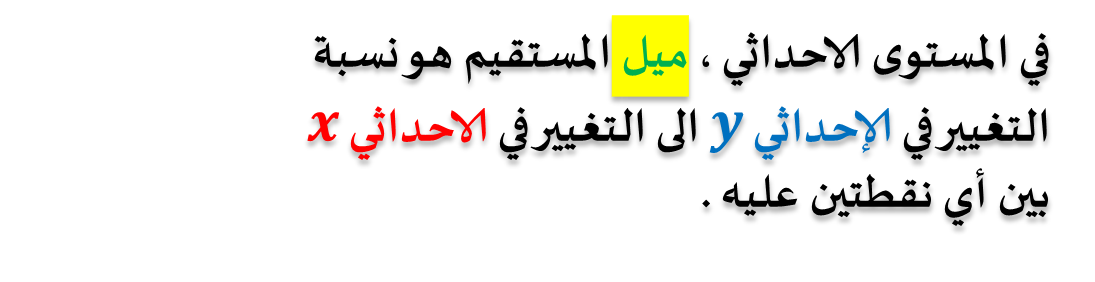 في المستوى الاحداثي ، ميل المستقيم هو نسبة
التغيير في الإحداثي y الى التغيير في الاحداثي x
بين أي نقطتين عليه .